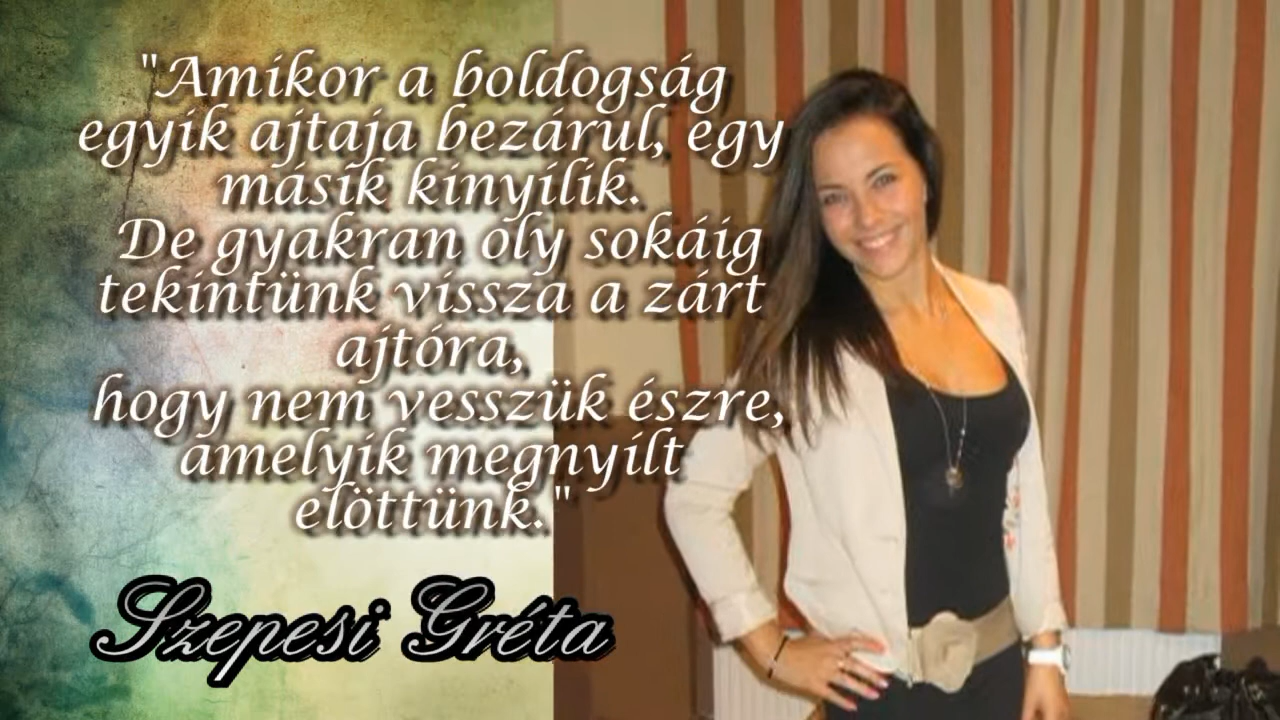 "Amikor a boldogság
egyik ajtaja bezárul, egy
másik kinyílik.
De gyakran oly sokáig
tekintünk vissza a zárt
ajtóra,
hogy nem vesszük észre,
amelyik megnyílt
elöttünk."
Szepesi Gréta